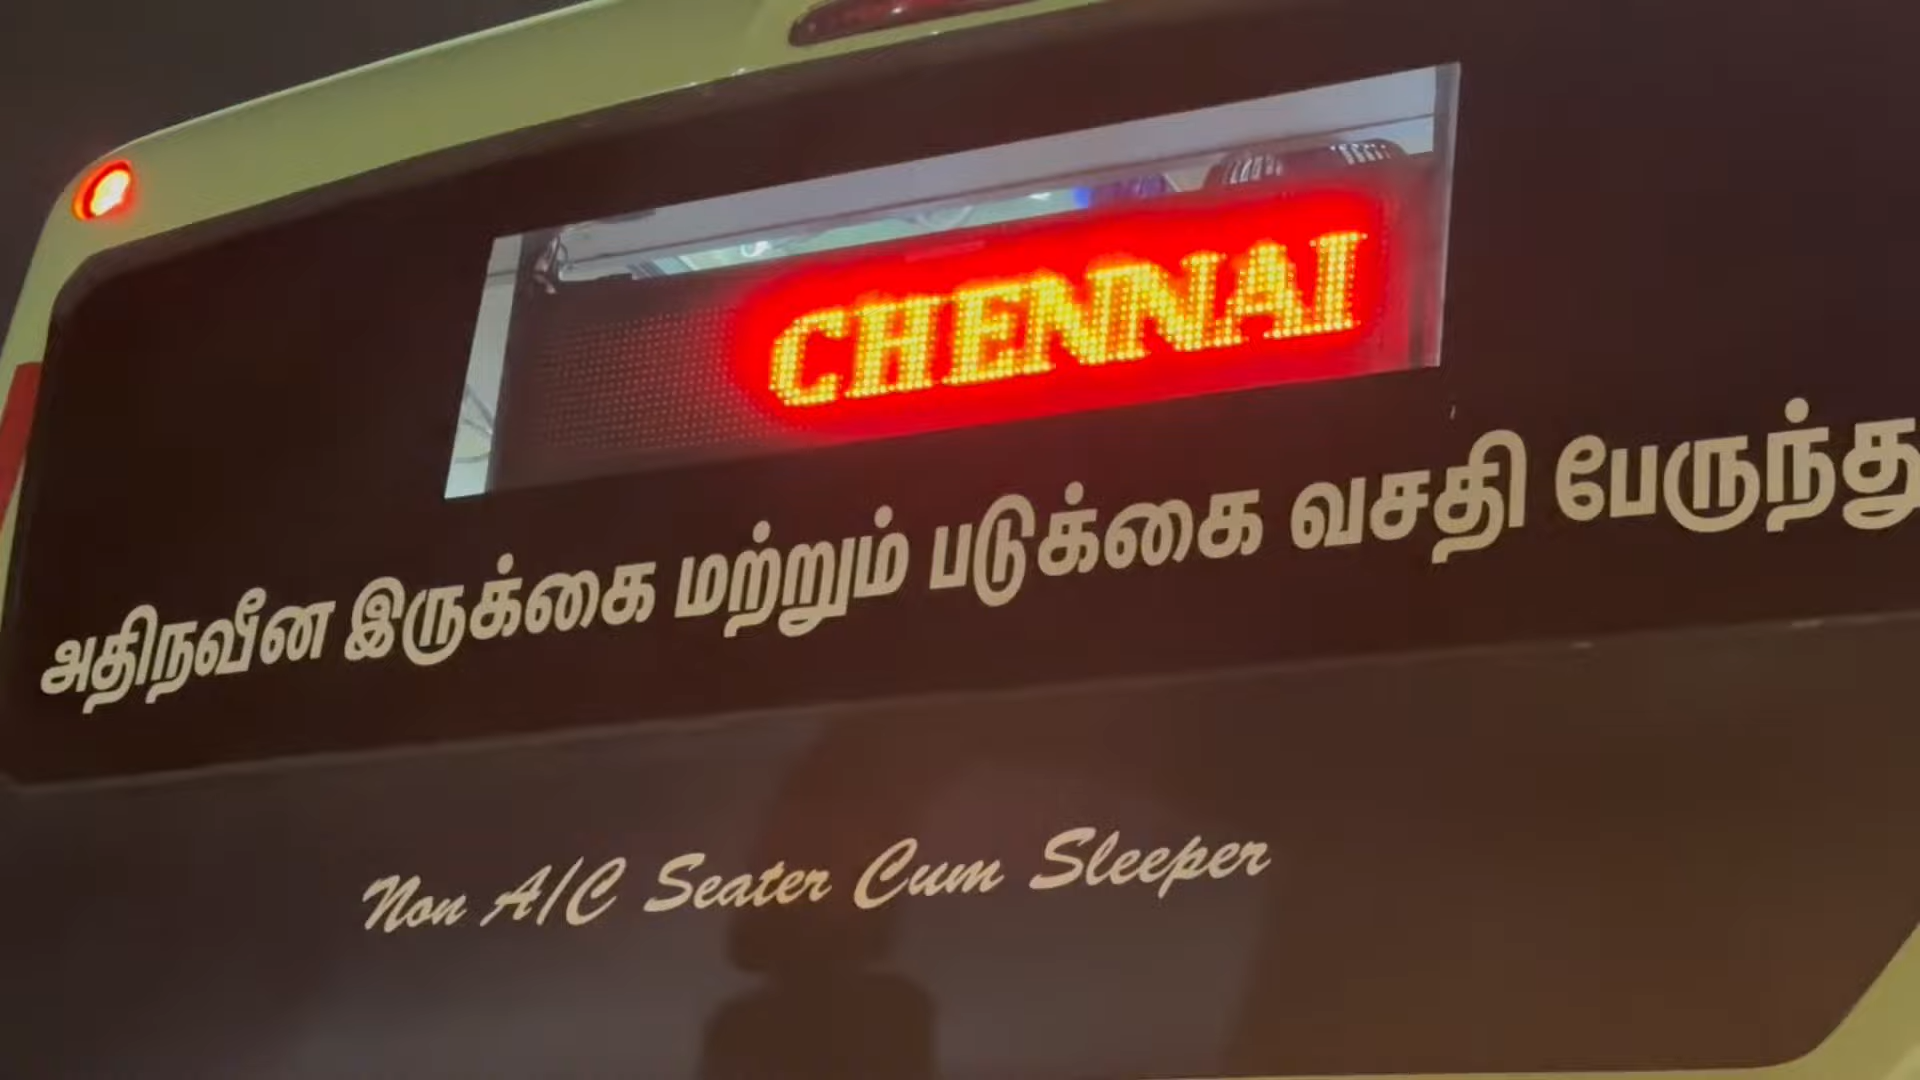 CHENNAI
அதிநவீன இருக்கை மற்றும் படுக்கை வசதி பேருந்து
Non A/C Seater Cum Sleeper